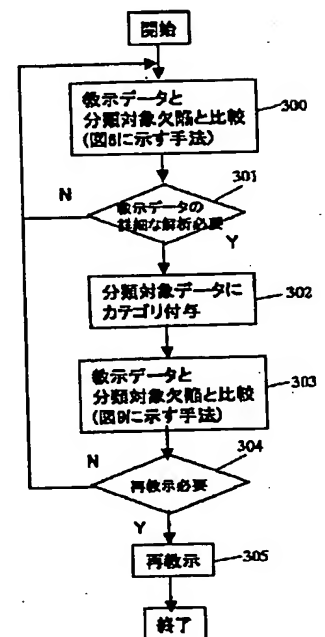 開始
教示データと
分類対象欠陥と比較
(図8に示す手法)
300
301
N
教示データの
詳細な解析必要
Y
分類対象データに
カテゴリ付与
302
教示データと
分類対象欠陥と比較
(図9に示す手法)
303
304
N
再教示必要
Y
再教示
305
終了